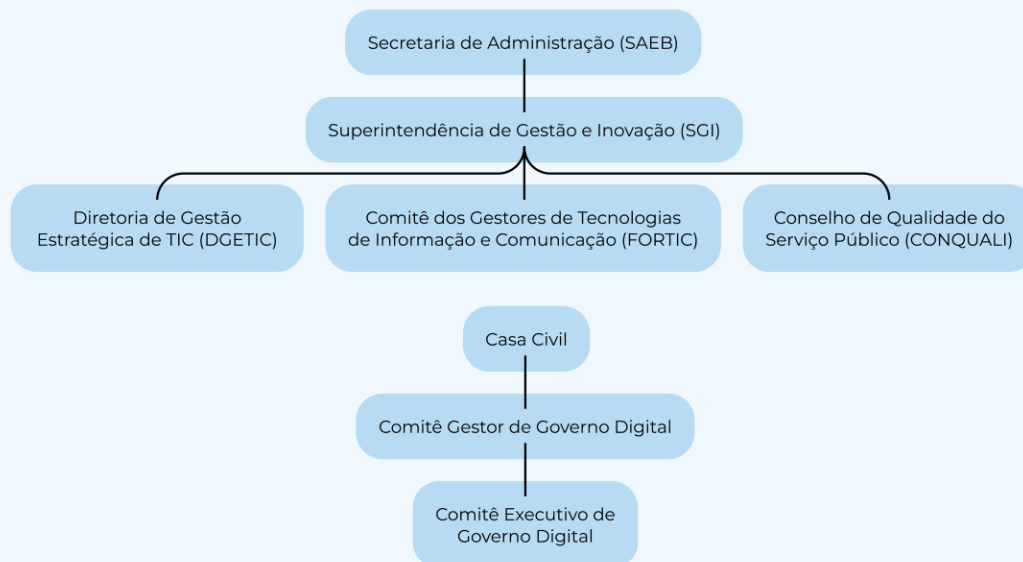 Secretaria de Administração (SAEB)
Superintendência de Gestão e Inovação (SGI)
Diretoria de Gestão
Estratégica de TIC (DGETIC)
Comitê dos Gestores de Tecnologias
de Informação e Comunicação (FORTIC)
Conselho de Qualidade do
Serviço Público (CONQUALI)
Casa Civil
Comitê Gestor de Governo Digital
Comitê Executivo de
Governo Digital